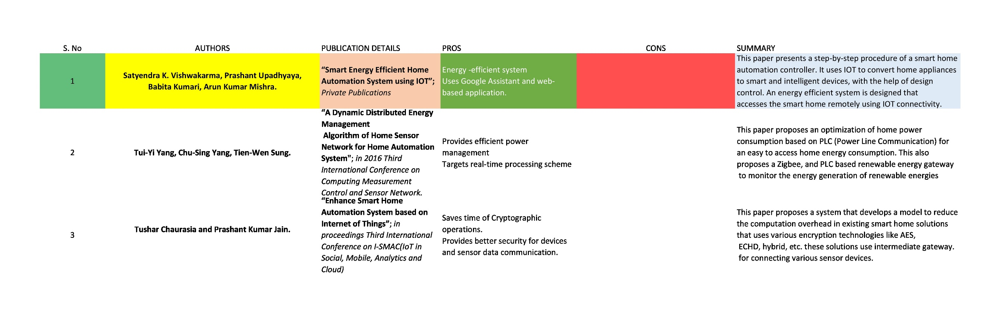 S. No
AUTHORS
PUBLICATION DETAILS
PROS
CONS
SUMMARY
1
Satyendra K. Vishwakarma, Prashant Upadhyaya,
Babita Kumari, Arun Kumar Mishra.
“Smart Energy Efficient Home
Automation System using IOT”;
Private Publications
Energy -efficient system
Uses Google Assistant and web-
based application.
This paper presents a step-by-step procedure of a smart home
automation controller. It uses IOT to convert home appliances
to smart and intelligent devices, with the help of design
control. An energy efficient system is designed that
accesses the smart home remotely using IOT connectivity.
2
Tui-Yi Yang, Chu-Sing Yang, Tien-Wen Sung.
“A Dynamic Distributed Energy
Management
Algorithm of Home Sensor
Network for Home Automation
System"; in 2016 Third
International Conference on
Computing Measurement
Control and Sensor Network.
Provides efficient power
management
Targets real-time processing scheme
This paper proposes an optimization of home power
consumption based on PLC (Power Line Communication) for
an easy to access home energy consumption. This also
proposes a Zigbee, and PLC based renewable energy gateway
to monitor the energy generation of renewable energies
3
Tushar Chaurasia and Prashant Kumar Jain.
“Enhance Smart Home
Automation System based on
Internet of Things”; in
proceedings Third International
Conference on I-SMAC(IoT in
Social, Mobile, Analytics and
Cloud)
Saves time of Cryptographic
operations.
Provides better security for devices
and sensor data communication.
This paper proposes a system that develops a model to reduce
the computation overhead in existing smart home solutions
that uses various encryption technologies like AES,
ECHD, hybrid, etc. these solutions use intermediate gateway.
for connecting various sensor devices.